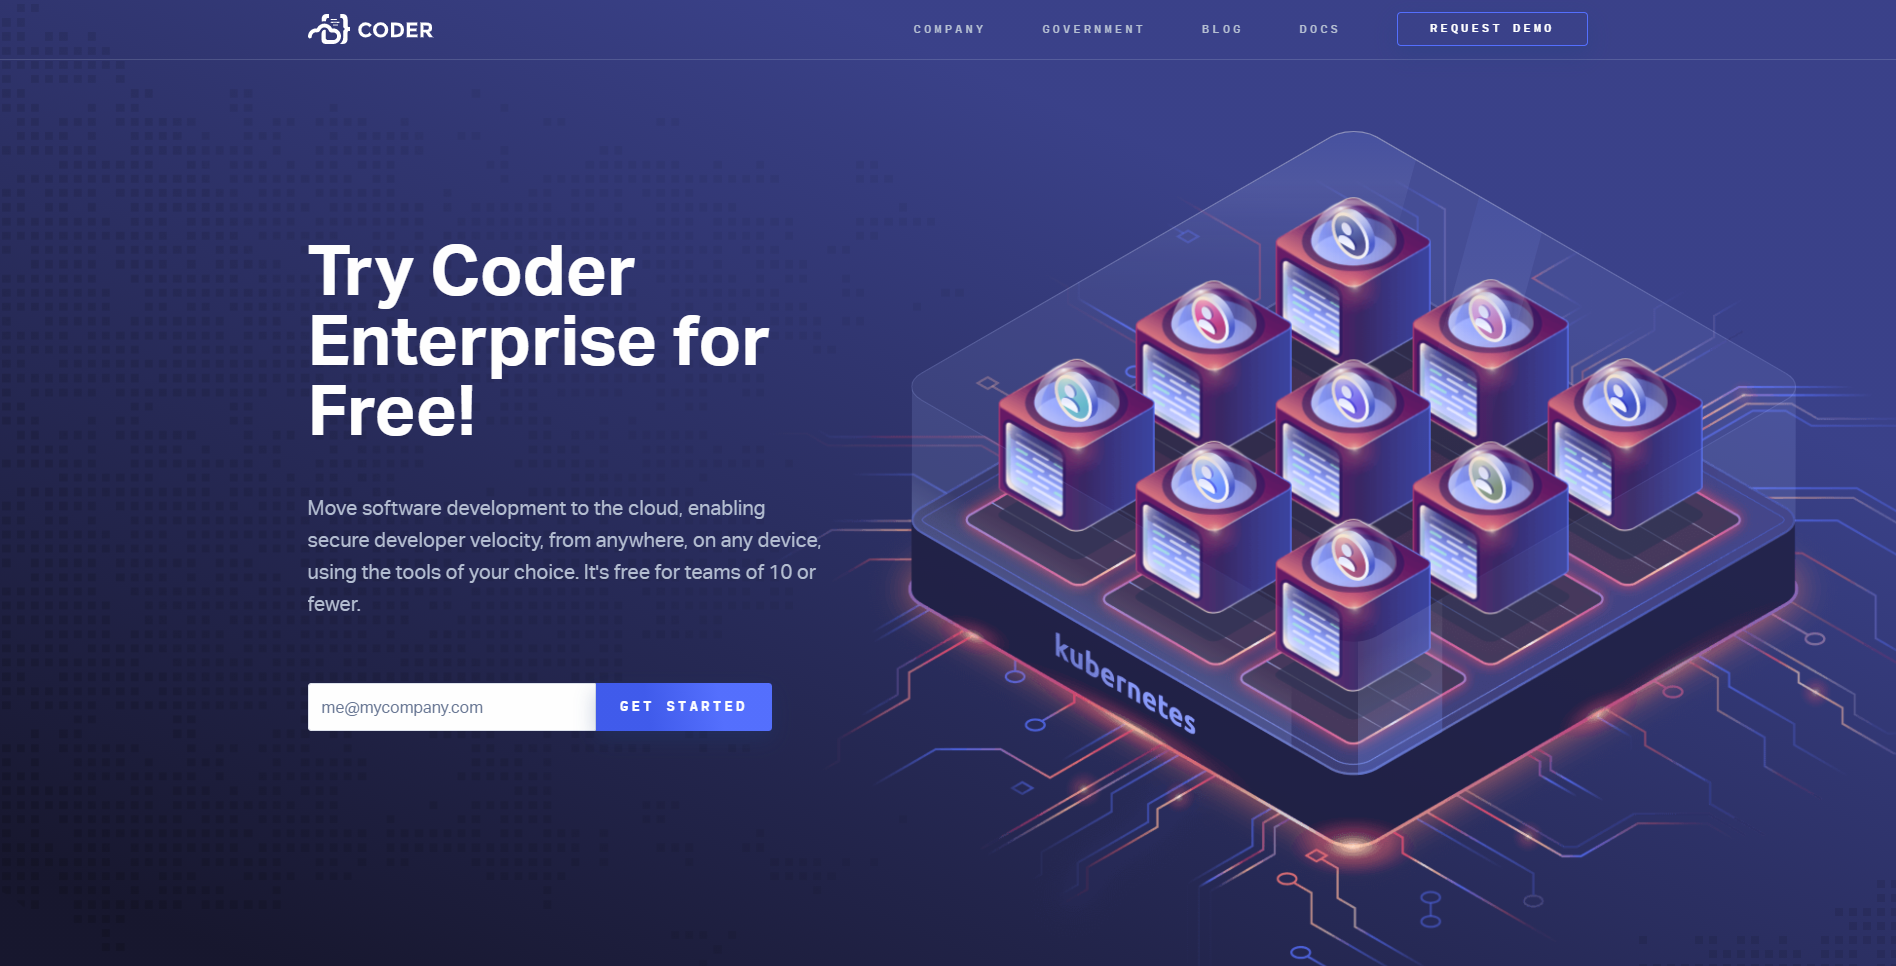 CODER
COMPANY
GOVERNMENT
BLOG
DOCS
REQUEST DEMO
Try Coder
Enterprise for
Free!
Move software development to the cloud, enabling
secure developer velocity, from anywhere, on any device,
using the tools of your choice. It's free for teams of 10 or
fewer.
me@mycompany.com
GET STARTED
kubernetes